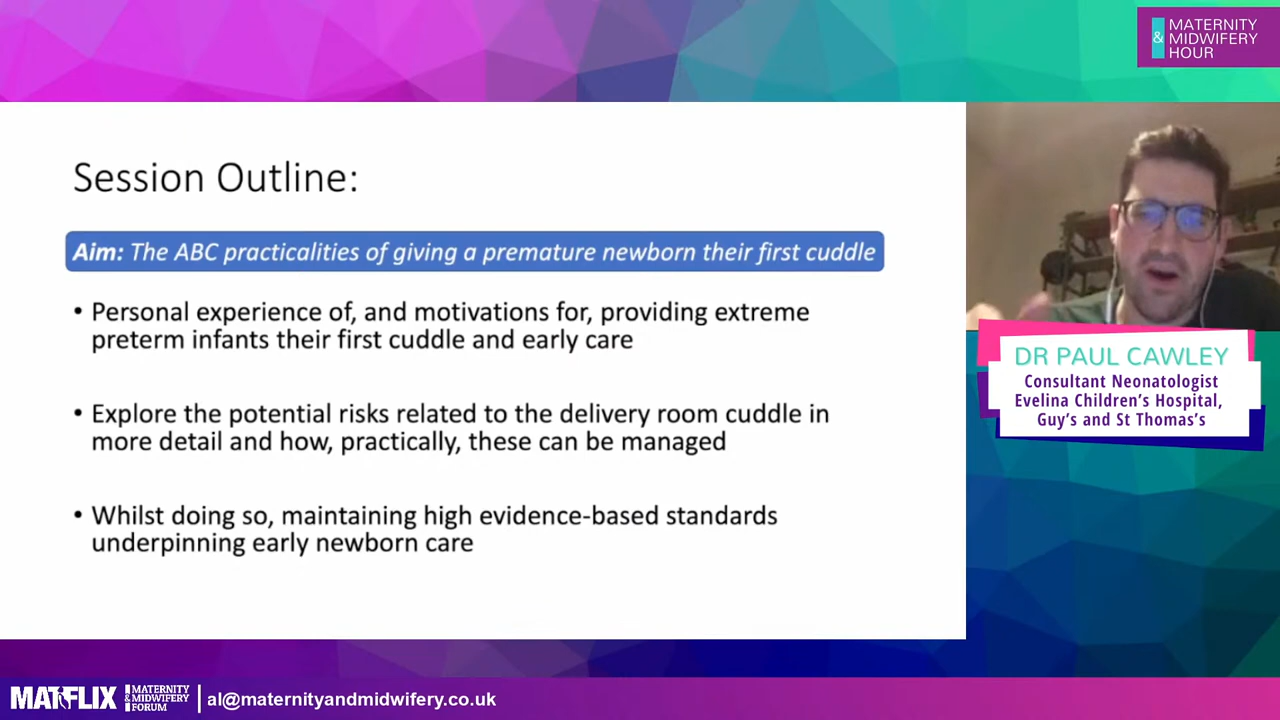 & MATERNITY
MIDWIFERY
HOUR
Session Outline:
Aim: The ABC practicalities of giving a premature newborn their first cuddle
• Personal experience of, and motivations for, providing extreme
preterm infants their first cuddle and early care
• Explore the potential risks related to the delivery room cuddle in
more detail and how, practically, these can be managed
• Whilst doing so, maintaining high evidence-based standards
underpinning early newborn care
DR PAUL CAWLEY
Consultant Neonatologist
Evelina Children’s Hospital,
Guy’s and St Thomas’s
MATFLIX
MATERNITY
& MIDWIFERY
FORUM
al@maternityandmidwifery.co.uk